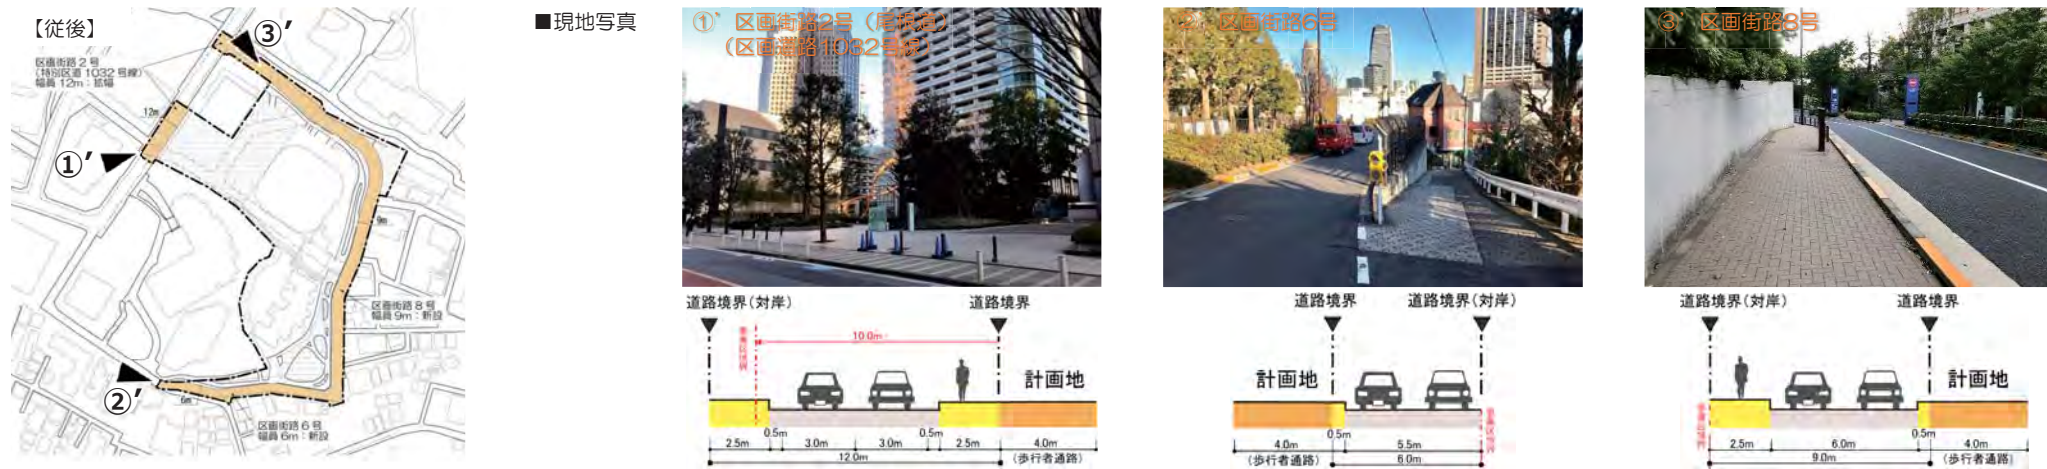 【従後】
区画街路2号
(特別区道1032号線)
幅員12m：拡幅
12m
①’
②’
③’
9m
6m
区画街路8号
幅員9m：新設
区画街路6号
幅員6m：新設
■現地写真
①’ 区画街路2号（尾根道）
（区画道路1032号線）
道路境界(対岸)
道路境界
10.0m
計画地
2.5m
0.5m
3.0m
3.0m
0.5m
2.5m
4.0m
12.0m
(歩行者通路)
②’ 区画街路6号
道路境界
道路境界(対岸)
計画地
4.0m
0.5m
5.5m
(歩行者通路)
6.0m
③’ 区画街路8号
道路境界(対岸)
道路境界
計画地
2.5m
6.0m
0.5m
4.0m
9.0m
(歩行者通路)